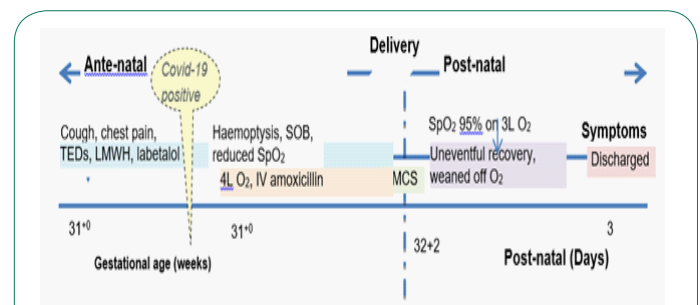 Delivery
Ante-natal
Post-natal
Covid-19
positive
Cough, chest pain,
TEDs, LMWH, labetalol
Haemoptysis, SOB,
reduced SpO₂
4L O₂, IV amoxicillin
MCS
SpO₂ 95% on 3L O₂
Uneventful recovery,
weaned off O₂
Symptoms
Discharged
31⁺⁰
31⁺⁰
32+2
3
Gestational age (weeks)
Post-natal (Days)